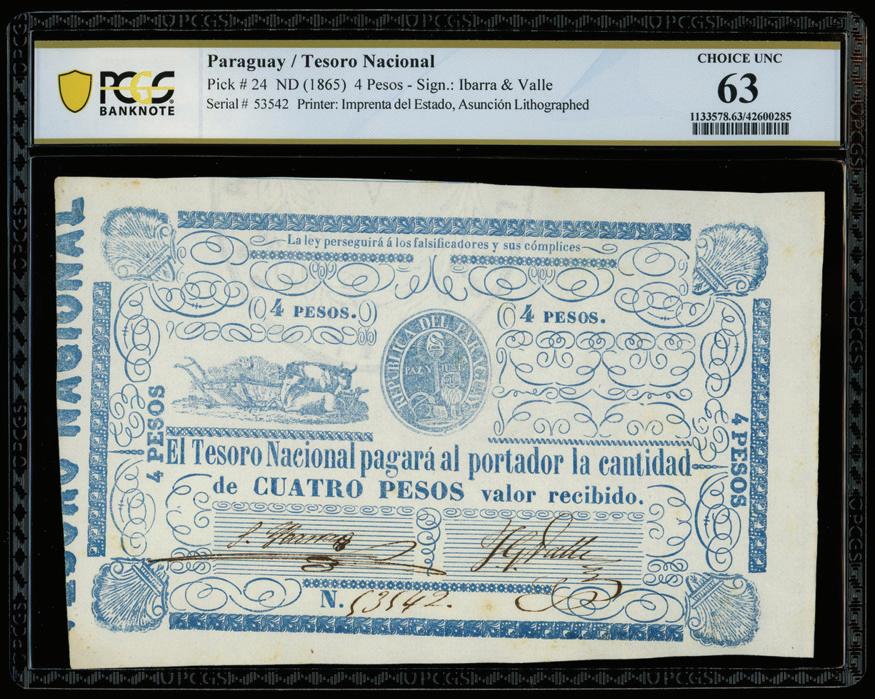 Paraguay / Tesoro Nacional
Pick # 24 ND (1865) 4 Pesos - Sign.: Ibarra & Valle
Serial # 53542 Printer: Imprenta del Estado, Asunción Lithographed
PCGS
BANKNOTE
CHOICE UNC
63
1133578.63/42600285
TESORO NACIONAL
La ley perseguirá á los falsificadores y sus cómplices
4 PESOS.
4 PESOS.
REPUBLICA DEL PARAGUAY
PAZ Y JUST
4 PESOS
4 PESOS
El Tesoro Nacional pagará al portador la cantidad
de CUATRO PESOS valor recibido.
N. 53542.